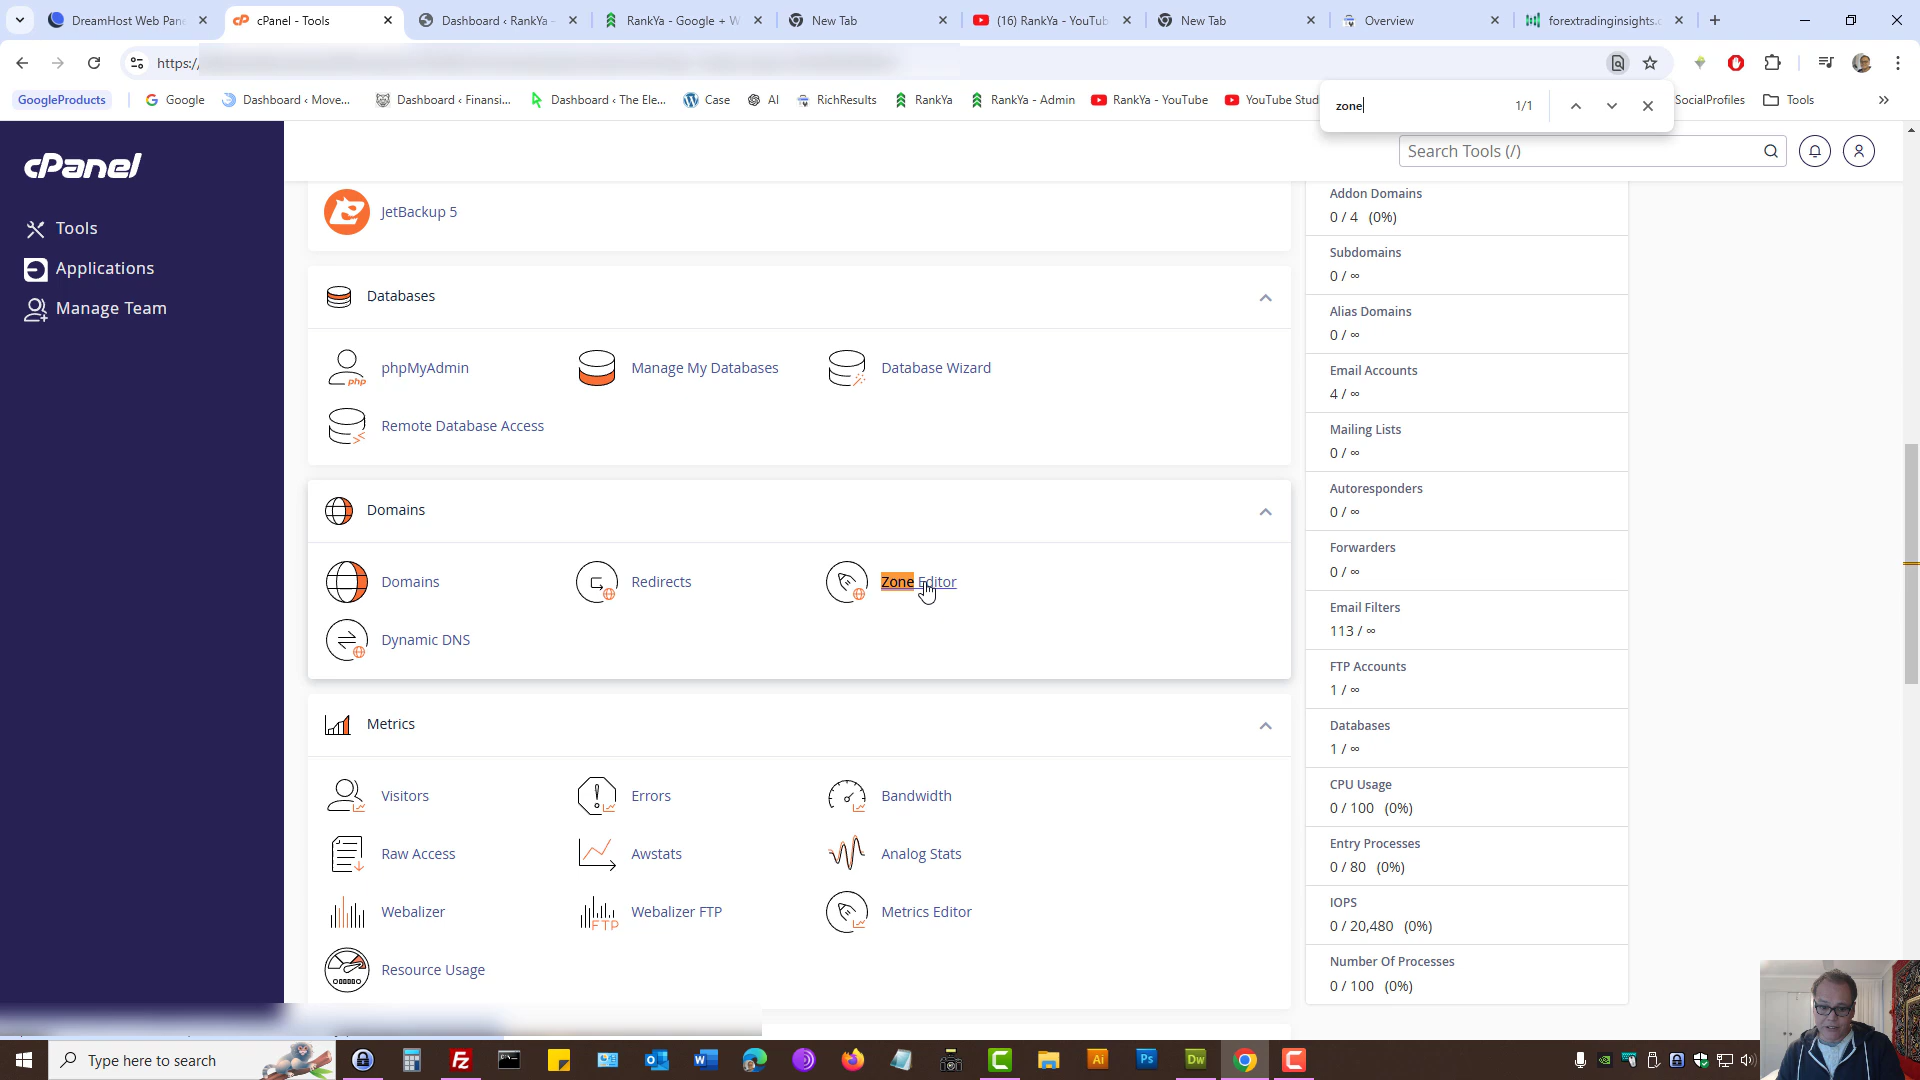 DreamHost Web Pane
cPanel - Tools
Dashboard ‹ RankYa -
RankYa - Google + W
New Tab
(16) RankYa - YouTub
New Tab
Overview
forextradinginsights.c
https:/
GoogleProducts
Google
Dashboard ‹ Move...
Dashboard ‹ Finansi...
Dashboard ‹ The Ele...
Case
AI
RichResults
RankYa
RankYa - Admin
RankYa - YouTube
YouTube Stud
SocialProfiles
Tools
zone
1/1
cPanel
Search Tools (/)
Tools
Applications
Manage Team
JetBackup 5
Databases
phpMyAdmin
Manage My Databases
Database Wizard
Remote Database Access
Domains
Domains
Redirects
Zone Editor
Dynamic DNS
Metrics
Visitors
Errors
Bandwidth
Raw Access
Awstats
Analog Stats
Webalizer
Webalizer FTP
Metrics Editor
Resource Usage
Addon Domains
0 / 4 (0%)
Subdomains
0 / ∞
Alias Domains
0 / ∞
Email Accounts
4 / ∞
Mailing Lists
0 / ∞
Autoresponders
0 / ∞
Forwarders
0 / ∞
Email Filters
113 / ∞
FTP Accounts
1 / ∞
Databases
1 / ∞
CPU Usage
0 / 100 (0%)
Entry Processes
0 / 80 (0%)
IOPS
0 / 20,480 (0%)
Number Of Processes
0 / 100 (0%)
Type here to search